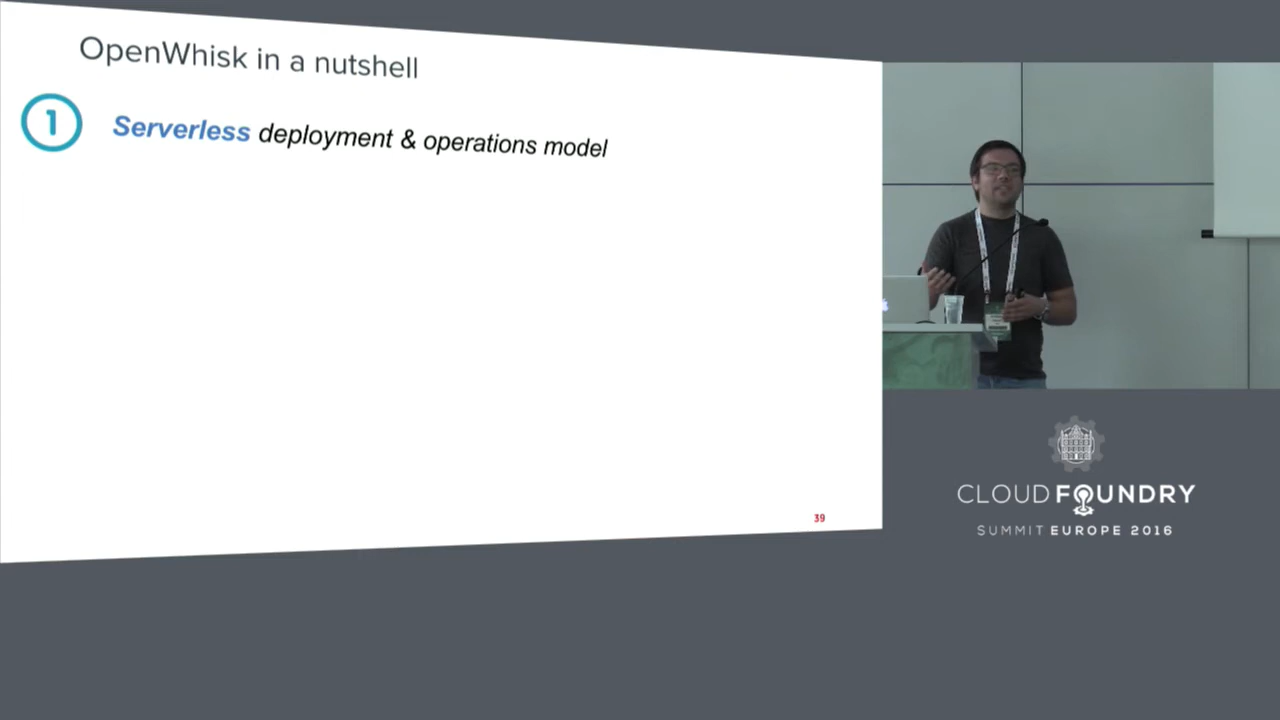 OpenWhisk in a nutshell
1
Serverless deployment & operations model
39
CLOUD FOUNDRY
SUMMIT EUROPE 2016